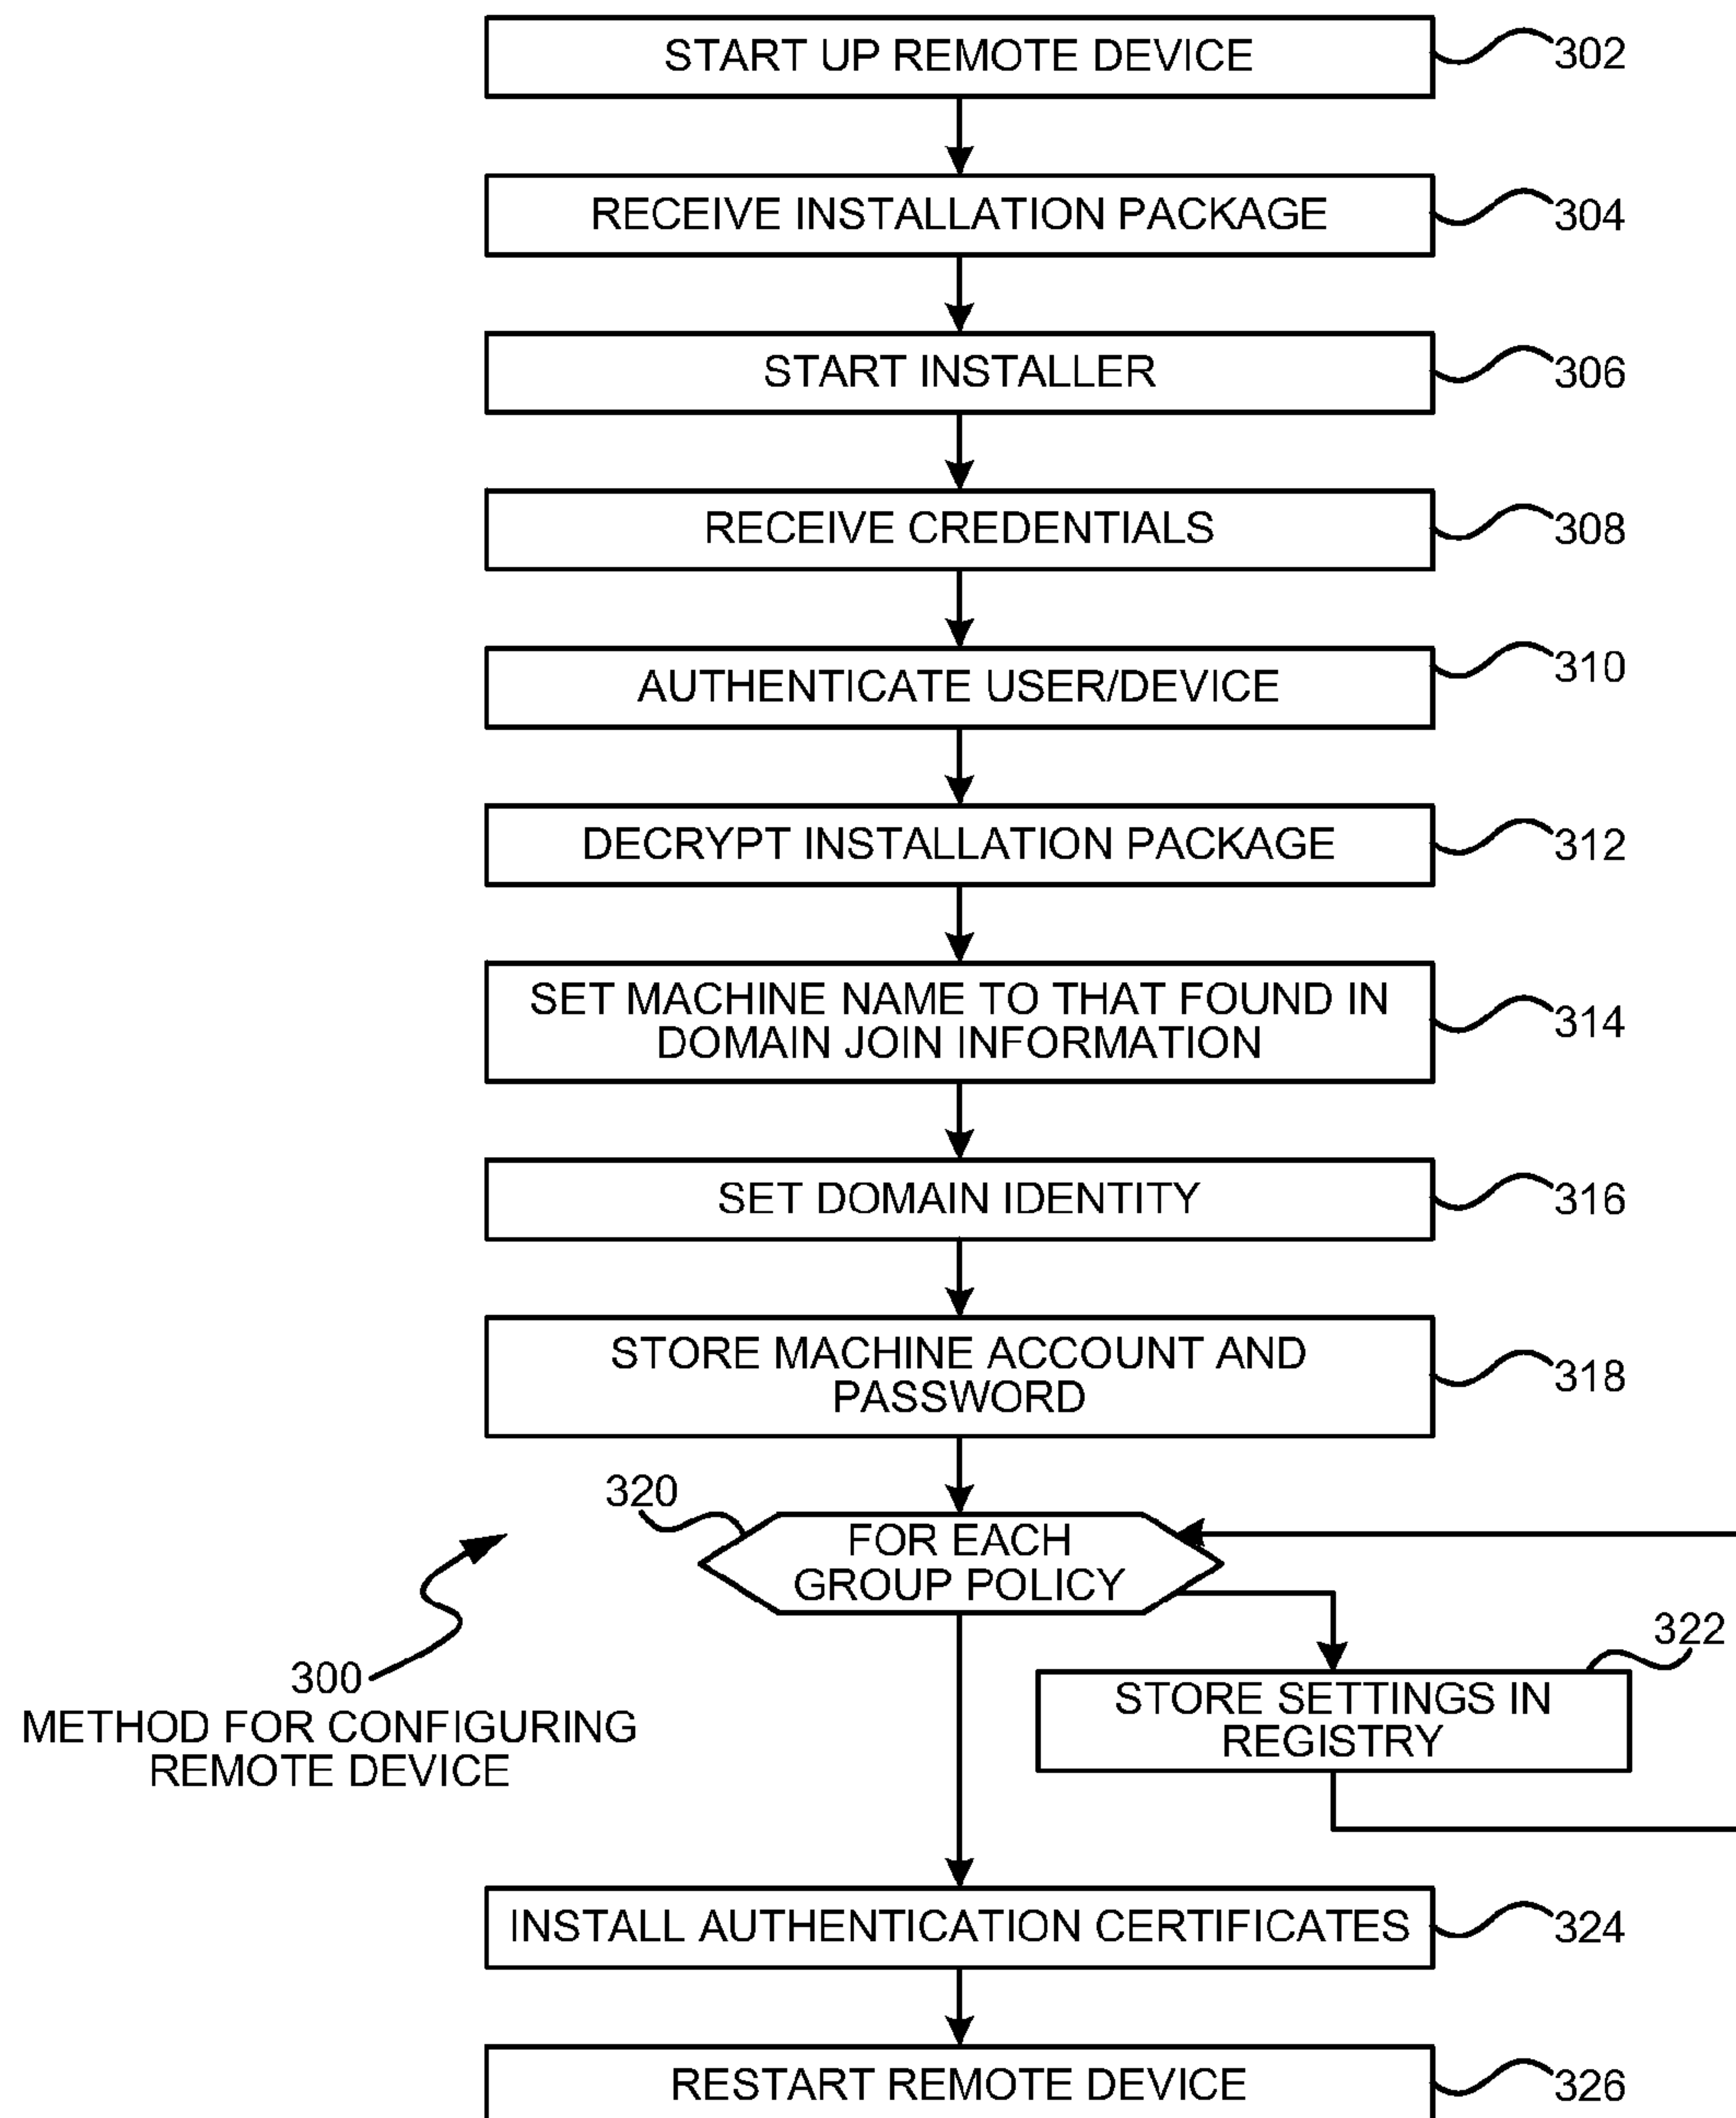 START UP REMOTE DEVICE
302
RECEIVE INSTALLATION PACKAGE
304
START INSTALLER
306
RECEIVE CREDENTIALS
308
AUTHENTICATE USER/DEVICE
310
DECRYPT INSTALLATION PACKAGE
312
SET MACHINE NAME TO THAT FOUND IN
DOMAIN JOIN INFORMATION
314
SET DOMAIN IDENTITY
316
STORE MACHINE ACCOUNT AND
PASSWORD
318
320
FOR EACH
GROUP POLICY
322
STORE SETTINGS IN
REGISTRY
300
METHOD FOR CONFIGURING
REMOTE DEVICE
INSTALL AUTHENTICATION CERTIFICATES
324
RESTART REMOTE DEVICE
326